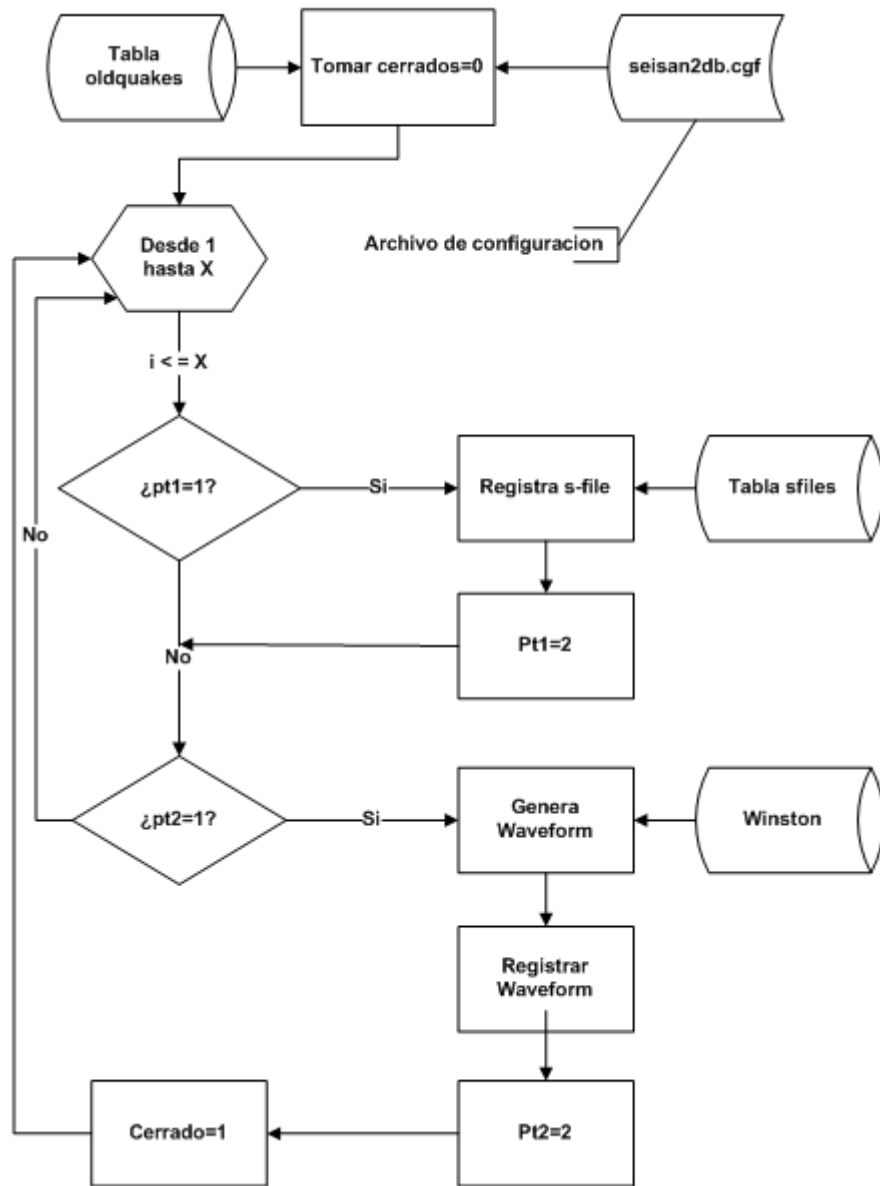 Tabla
oldquakes
Tomar cerrados=0
seisan2db.cgf
Desde 1
hasta X
Archivo de configuracion
i < = X
¿pt1=1?
Si
Registra s-file
Tabla sfiles
No
Pt1=2
No
¿pt2=1?
Si
Genera
Waveform
Winston
Registrar
Waveform
Cerrado=1
Pt2=2